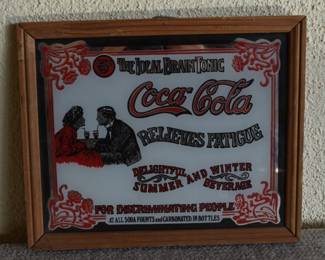 THE IDEAL BRAIN TONIC
Coca-Cola
RELIEVES FATIGUE
DELIGHTFUL
SUMMER AND WINTER
BEVERAGE
FOR DISCRIMINATING PEOPLE
AT ALL SODA FOUNTS and CARBONATED IN BOTTLES